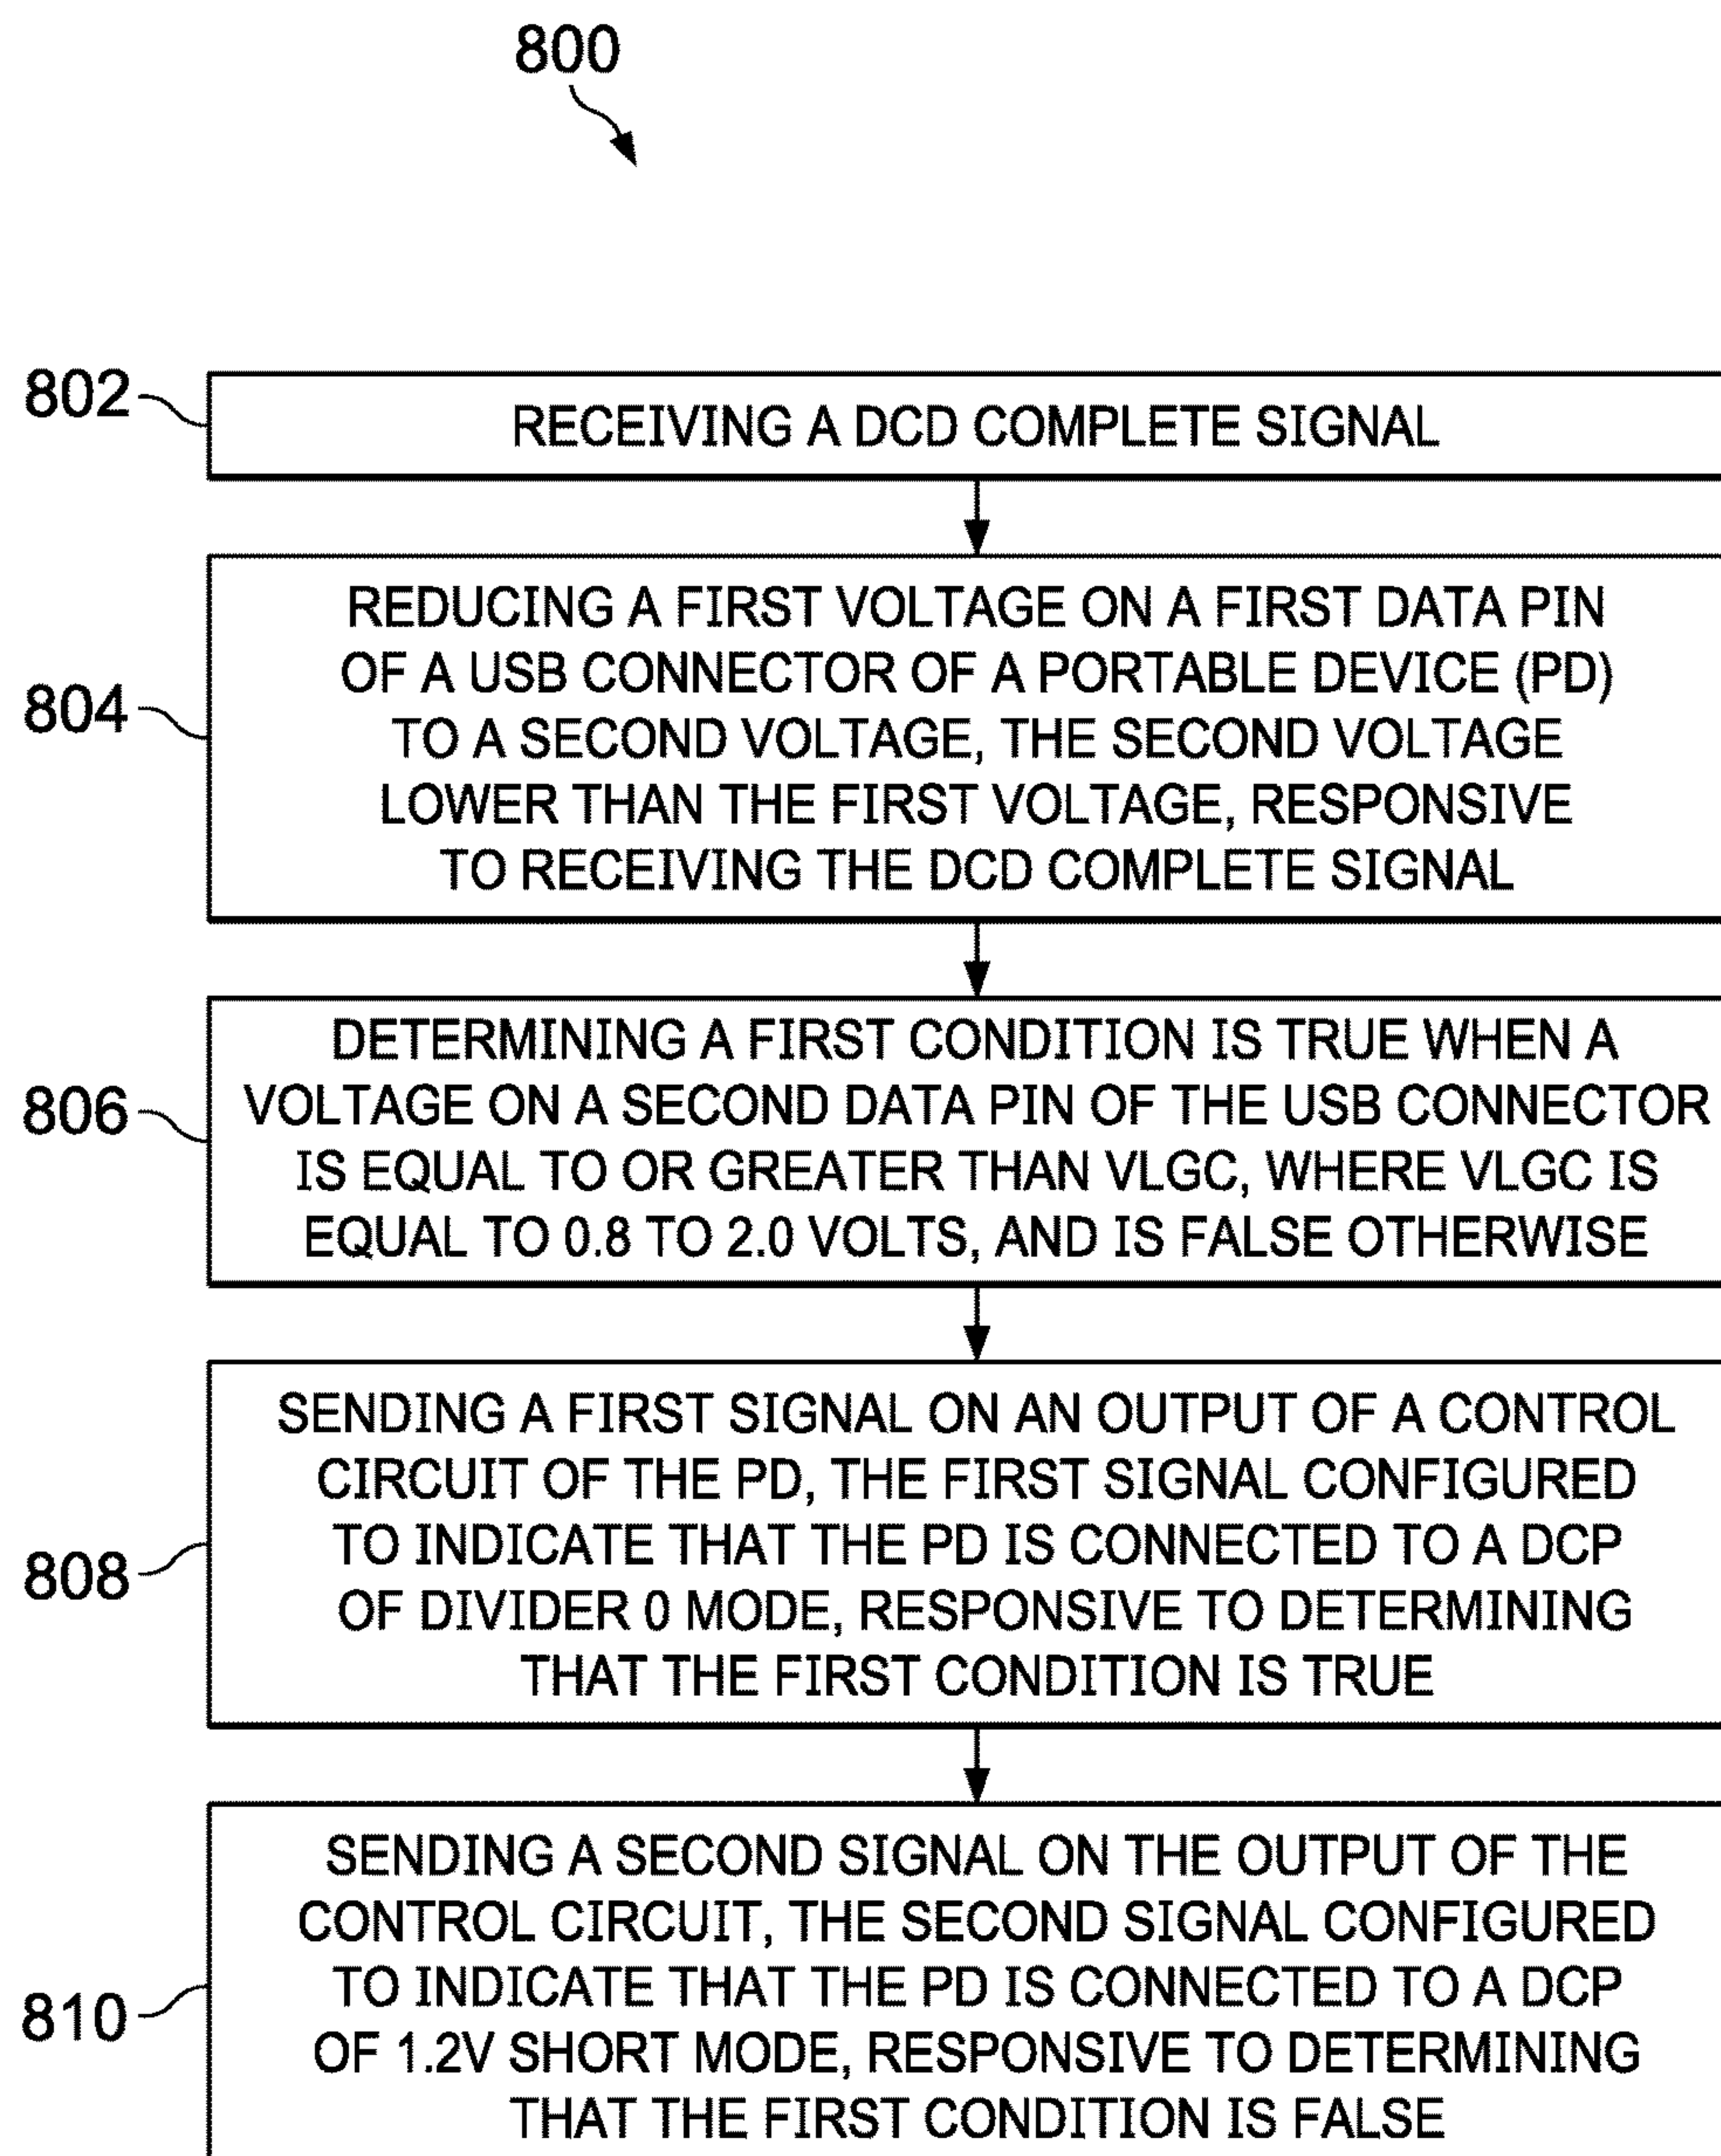 800
802
RECEIVING A DCD COMPLETE SIGNAL
804
REDUCING A FIRST VOLTAGE ON A FIRST DATA PIN
OF A USB CONNECTOR OF A PORTABLE DEVICE (PD)
TO A SECOND VOLTAGE, THE SECOND VOLTAGE
LOWER THAN THE FIRST VOLTAGE, RESPONSIVE
TO RECEIVING THE DCD COMPLETE SIGNAL
806
DETERMINING A FIRST CONDITION IS TRUE WHEN A
VOLTAGE ON A SECOND DATA PIN OF THE USB CONNECTOR
IS EQUAL TO OR GREATER THAN VLGC, WHERE VLGC IS
EQUAL TO 0.8 TO 2.0 VOLTS, AND IS FALSE OTHERWISE
808
SENDING A FIRST SIGNAL ON AN OUTPUT OF A CONTROL
CIRCUIT OF THE PD, THE FIRST SIGNAL CONFIGURED
TO INDICATE THAT THE PD IS CONNECTED TO A DCP
OF DIVIDER 0 MODE, RESPONSIVE TO DETERMINING
THAT THE FIRST CONDITION IS TRUE
810
SENDING A SECOND SIGNAL ON THE OUTPUT OF THE
CONTROL CIRCUIT, THE SECOND SIGNAL CONFIGURED
TO INDICATE THAT THE PD IS CONNECTED TO A DCP
OF 1.2V SHORT MODE, RESPONSIVE TO DETERMINING
THAT THE FIRST CONDITION IS FALSE